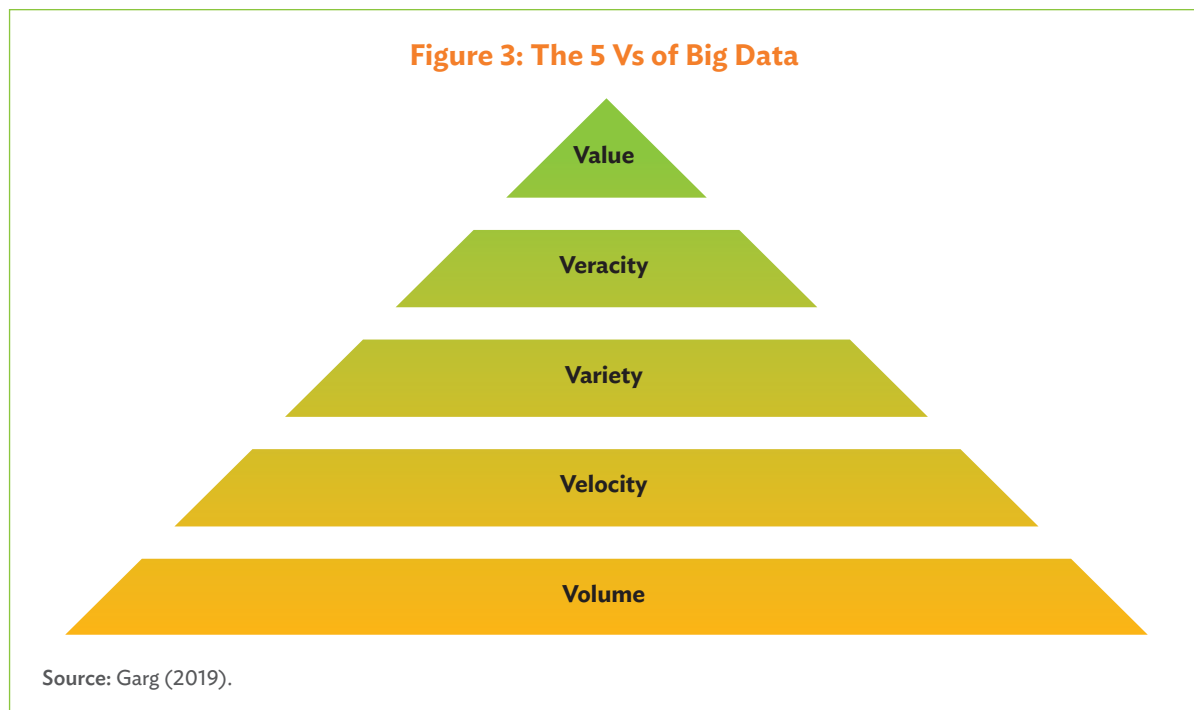 Figure 3: The 5 Vs of Big Data
Value
Veracity
Variety
Velocity
Volume
Source: Garg (2019).